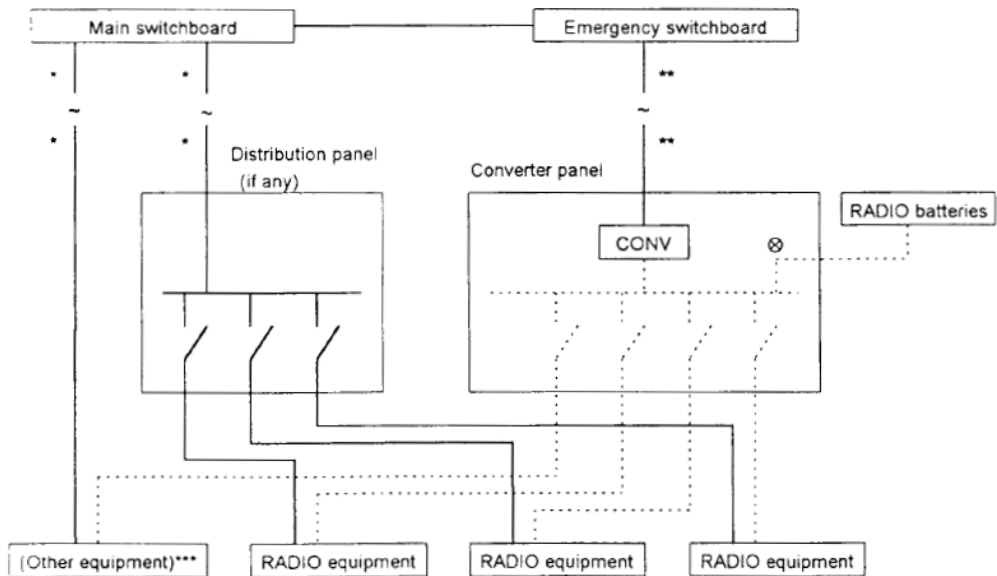 Main switchboard
Emergency switchboard
* * **
~ ~ ~
* * **
Distribution panel
(if any)
Converter panel
RADIO batteries
CONV
(Other equipment)***
RADIO equipment
RADIO equipment
RADIO equipment